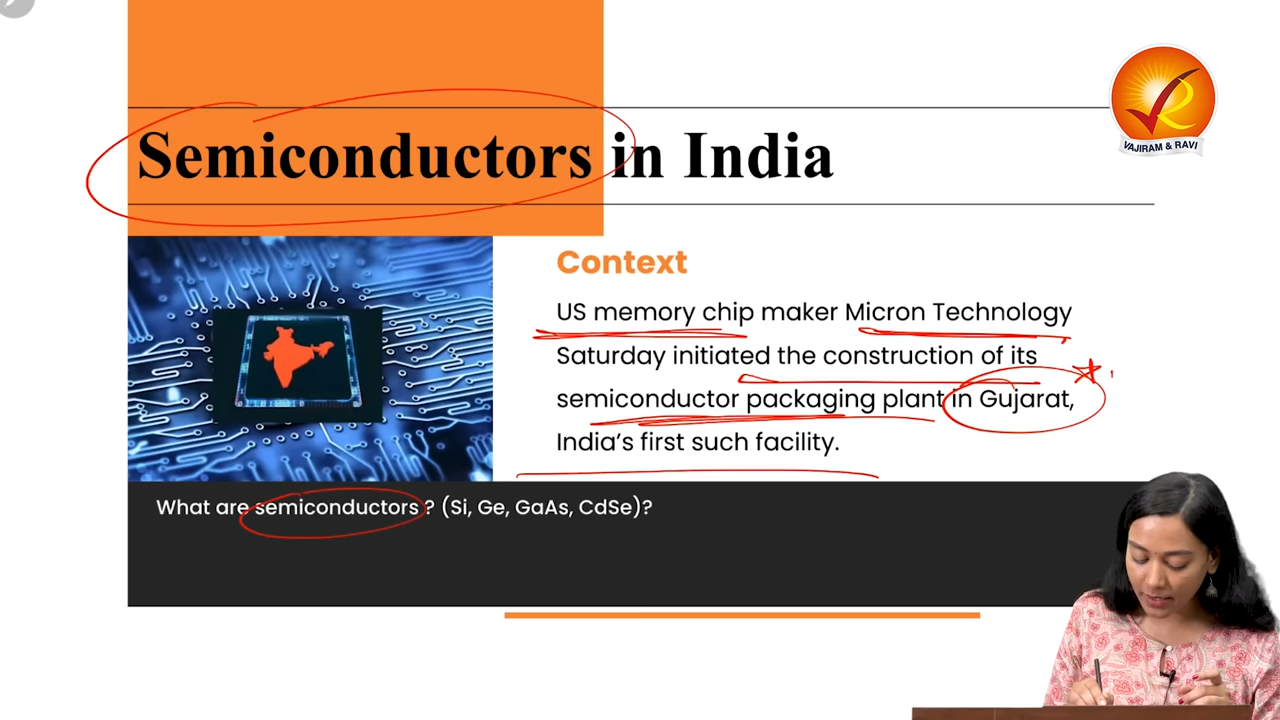 VAJIRAM & RAVI
Semiconductors in India
Context
US memory chip maker Micron Technology
Saturday initiated the construction of its
semiconductor packaging plant in Gujarat,
India's first such facility.
What are semiconductors ? (Si, Ge, GaAs, CdSe)?